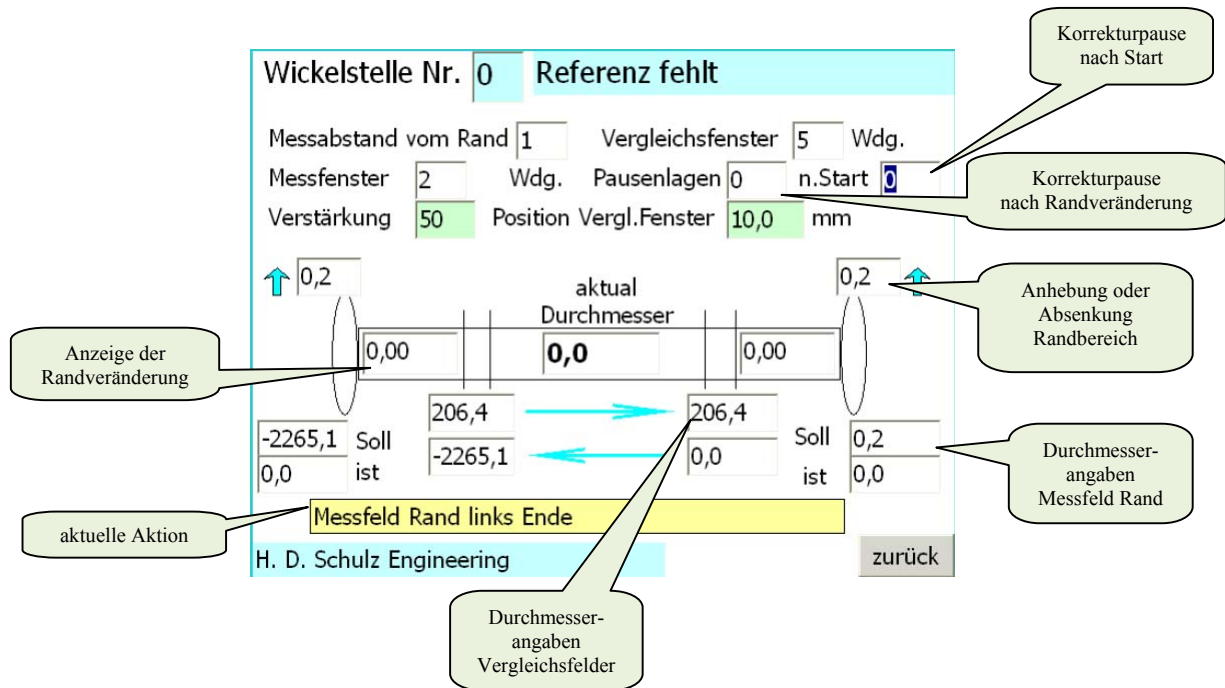 Korrekturpause
nach Start
Wickelstelle Nr. 0 Referenz fehlt
Messabstand vom Rand 1 Vergleichsfenster 5 Wdg.
Messfenster 2 Wdg. Pausenlagen 0 n.Start 0
Korrekturpause
nach Randveränderung
Verstärkung 50 Position Vergl.Fenster 10,0 mm
0,2 0,2
aktual
Durchmesser
Anhebung oder
Absenkung
Randbereich
Anzeige der
Randveränderung
0,00 0,0 0,00
206,4 206,4
-2265,1 Soll -2265,1 0,0 Soll 0,2
0,0 ist ist 0,0
Durchmesser-
angaben
Messfeld Rand
aktuelle Aktion
Messfeld Rand links Ende
H. D. Schulz Engineering zurück
Durchmesser-
angaben
Vergleichsfelder